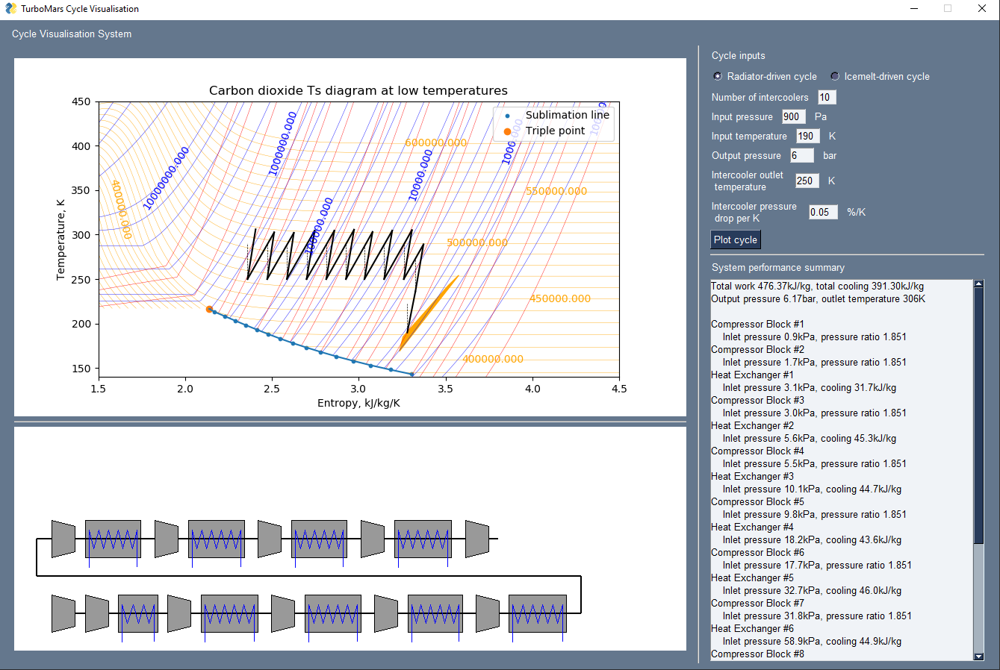 TurboMars Cycle Visualisation
Cycle Visualisation System
Carbon dioxide Ts diagram at low temperatures
Sublimation line
Triple point
Temperature, K
450
400
350
300
250
200
150
400000.000
10000000.000
1000000.000
100000.000
10000.000
1000.000
600000.000
550000.000
500000.000
450000.000
400000.000
1.5
2.0
2.5
3.0
3.5
4.0
4.5
Entropy, kJ/kg/K
Cycle inputs
Radiator-driven cycle Icemelt-driven cycle
Number of intercoolers 10
Input pressure 900 Pa
Input temperature 190 K
Output pressure 6 bar
Intercooler outlet
temperature 250 K
Intercooler pressure
drop per K 0.05 %/K
Plot cycle
System performance summary
Total work 476.37kJ/kg, total cooling 391.30kJ/kg
Output pressure 6.17bar, outlet temperature 306K
Compressor Block #1
Inlet pressure 0.9kPa, pressure ratio 1.851
Compressor Block #2
Inlet pressure 1.7kPa, pressure ratio 1.851
Heat Exchanger #1
Inlet pressure 3.1kPa, cooling 31.7kJ/kg
Compressor Block #3
Inlet pressure 3.0kPa, pressure ratio 1.851
Heat Exchanger #2
Inlet pressure 5.6kPa, cooling 45.3kJ/kg
Compressor Block #4
Inlet pressure 5.5kPa, pressure ratio 1.851
Heat Exchanger #3
Inlet pressure 10.1kPa, cooling 44.7kJ/kg
Compressor Block #5
Inlet pressure 9.8kPa, pressure ratio 1.851
Heat Exchanger #4
Inlet pressure 18.2kPa, cooling 43.6kJ/kg
Compressor Block #6
Inlet pressure 17.7kPa, pressure ratio 1.851
Heat Exchanger #5
Inlet pressure 32.7kPa, cooling 46.0kJ/kg
Compressor Block #7
Inlet pressure 31.8kPa, pressure ratio 1.851
Heat Exchanger #6
Inlet pressure 58.9kPa, cooling 44.9kJ/kg
Compressor Block #8